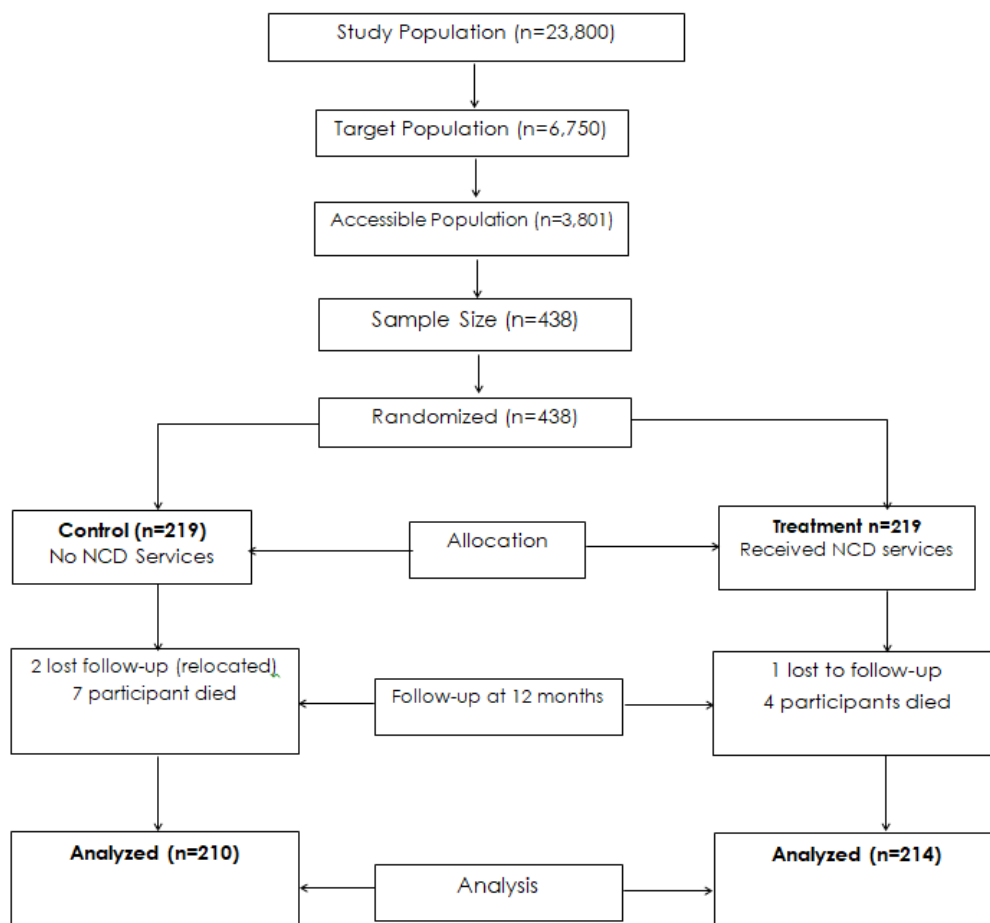 Study Population (n=23,800)
Target Population (n=6,750)
Accessible Population (n=3,801)
Sample Size (n=438)
Randomized (n=438)
Control (n=219)
No NCD Services
Allocation
Treatment n=219
Received NCD services
2 lost follow-up (relocated)
7 participant died
Follow-up at 12 months
1 lost to follow-up
4 participants died
Analyzed (n=210)
Analysis
Analyzed (n=214)